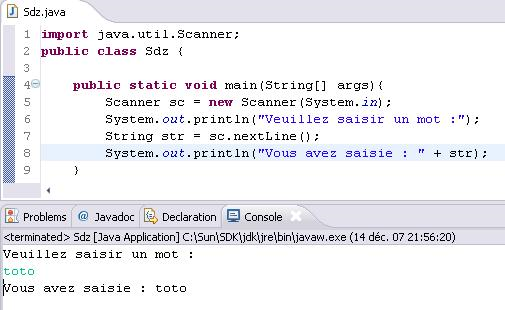 Sdz.java
1 import java.util.Scanner;
2 public class Sdz {
3
4 public static void main(String[] args){
5 Scanner sc = new Scanner(System.in);
6 System.out.println("Veuillez saisir un mot :");
7 String str = sc.nextLine();
8 System.out.println("Vous avez saisie : " + str);
9 }
Problems @ Javadoc Declaration Console
<terminated> Sdz [Java Application] C:\Sun\SDK\jdk\jre\bin\javaw.exe (14 déc. 07 21:56:20)
Veuillez saisir un mot :
toto
Vous avez saisie : toto